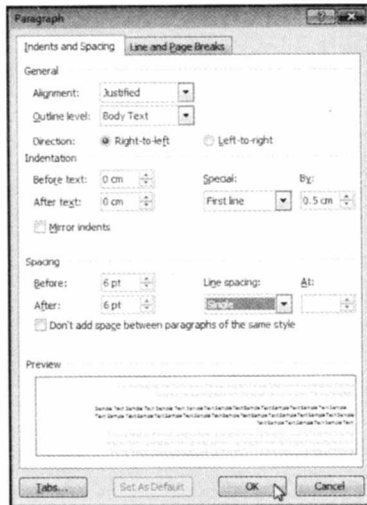 Paragraph
Indents and Spacing Line and Page Breaks
General
Alignment: Justified
Outline level: Body Text
Direction: Right-to-left Left-to-right
Indentation
Before text: 0 cm Special: By:
After text: 0 cm First line 0.5 cm
Mirror indents
Spacing
Before: 6 pt Line spacing: At:
After: 6 pt Single
Don't add space between paragraphs of the same style
Preview
Tabs... Set As Default OK Cancel